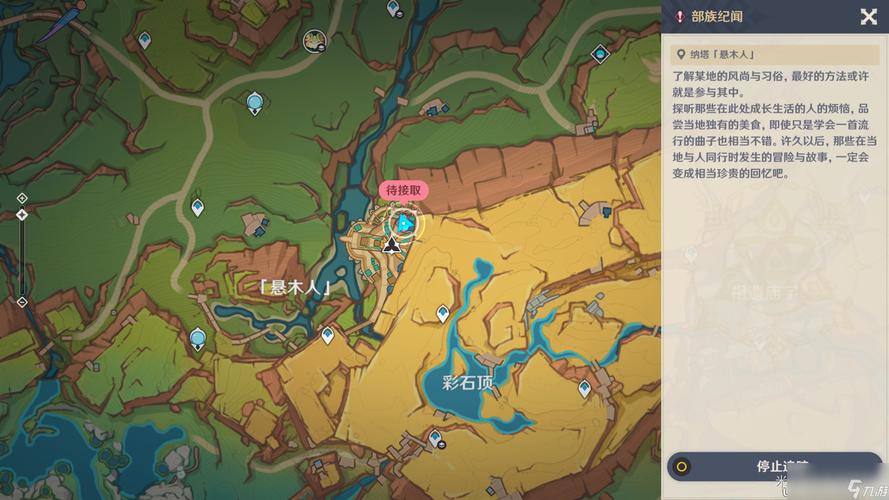 部族纪闻
纳塔「悬木人」
了解某地的风尚与习俗，最好的方法或许
就是参与其中。
探听那些在此处成长生活的人的烦恼，品
尝当地独有的美食，即使只是学会一首流
行的曲子也相当不错。许久以后，那些在当
地与人同行时发生的冒险与故事，一定会
变成相当珍贵的回忆吧。
待接取
「悬木人」
彩石顶
停止追踪
九游